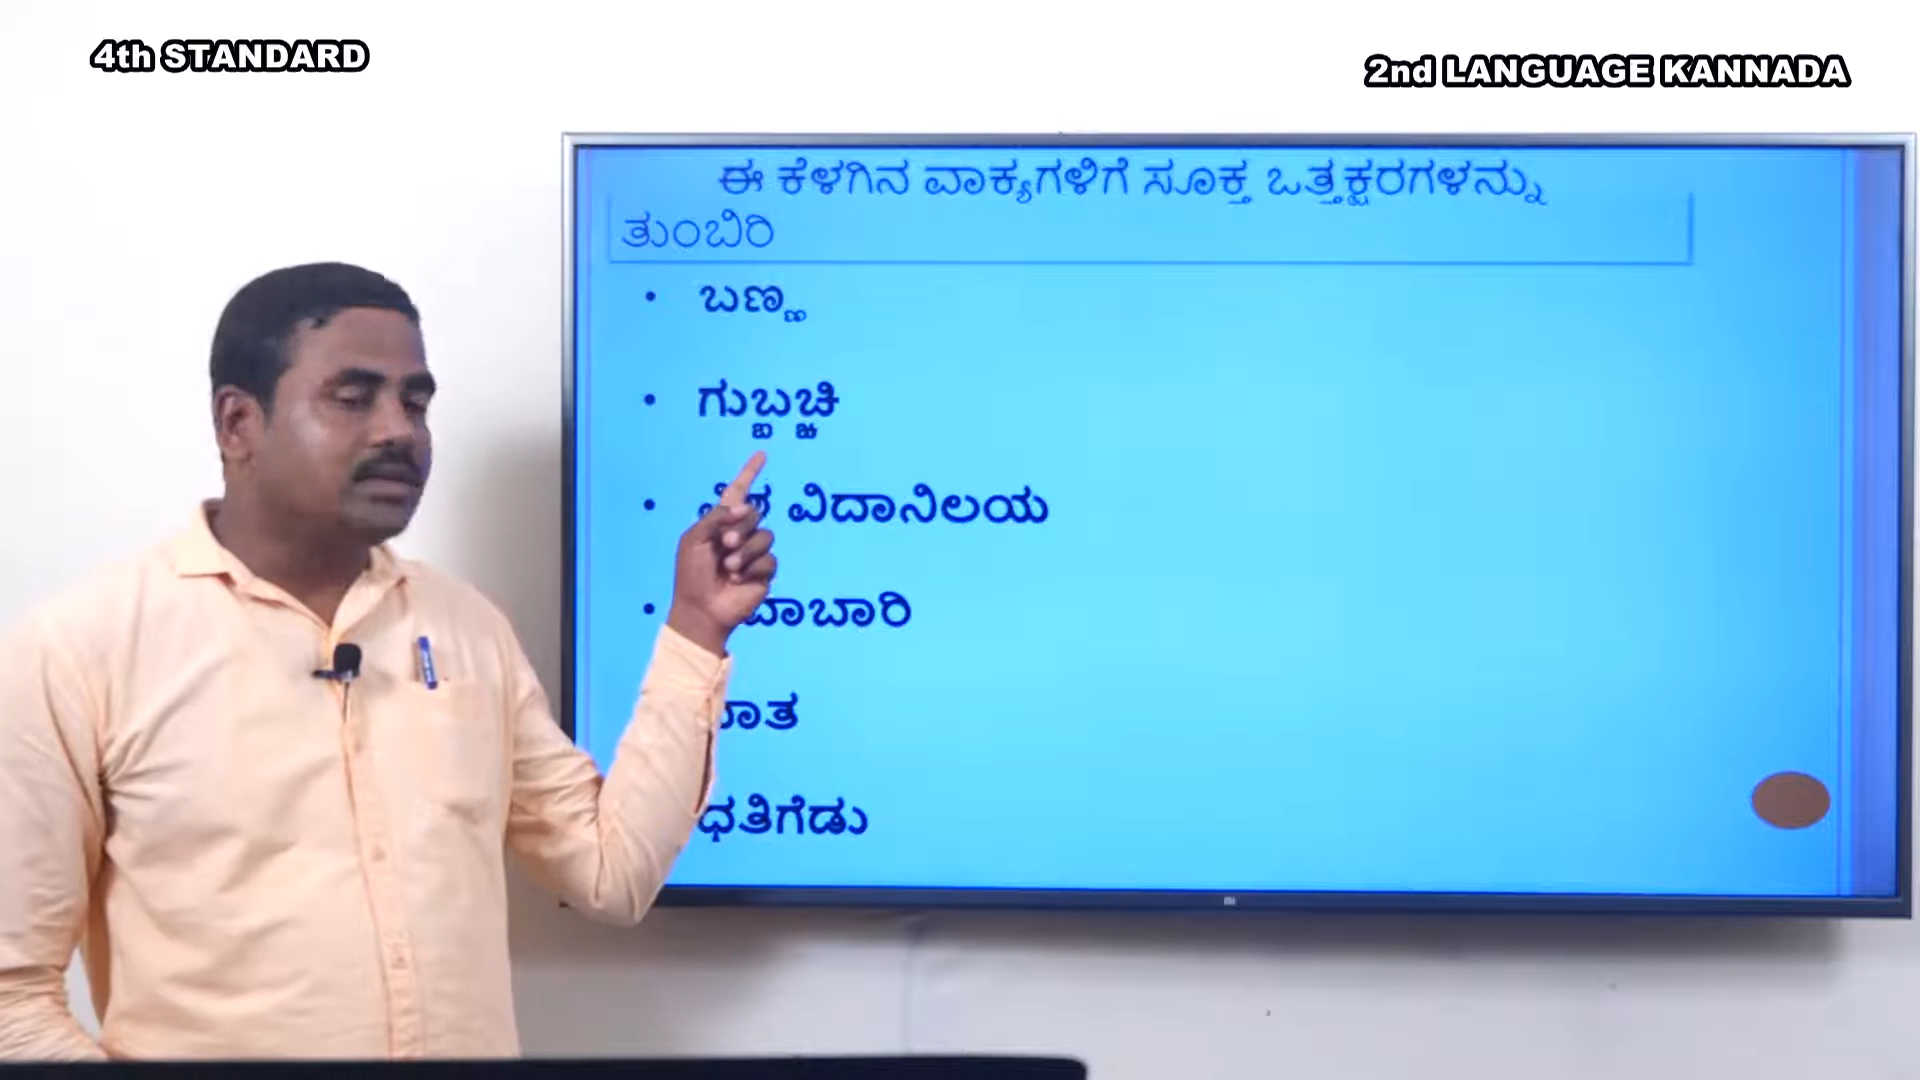 4th STANDARD
2nd LANGUAGE KANNADA
ಈ ಕೆಳಗಿನ ವಾಕ್ಯಗಳಿಗೆ ಸೂಕ್ತ ಒತ್ತಕ್ಷರಗಳನ್ನು
ತುಂಬಿರಿ
• ಬಣ್ಣ
• ಗುಬ್ಬಚ್ಚಿ
• ವಿದಾನಿಲಯ
•
ಧತಿಗೆಡು